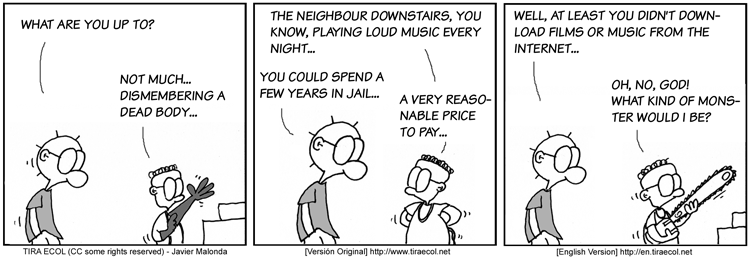 WHAT ARE YOU UP TO?
NOT MUCH...
DISMEMBERING A
DEAD BODY...
THE NEIGHBOUR DOWNSTAIRS, YOU
KNOW, PLAYING LOUD MUSIC EVERY
NIGHT...
YOU COULD SPEND A
FEW YEARS IN JAIL...
A VERY REASO-
NABLE PRICE
TO PAY...
WELL, AT LEAST YOU DIDN'T DOWN-
LOAD FILMS OR MUSIC FROM THE
INTERNET...
OH, NO, GOD!
WHAT KIND OF MONS-
TER WOULD I BE?
TIRA ECOL (CC some rights reserved) - Javier Malonda
[Versión Original] http://www.tiraecol.net
[English Version] http://en.tiraecol.net